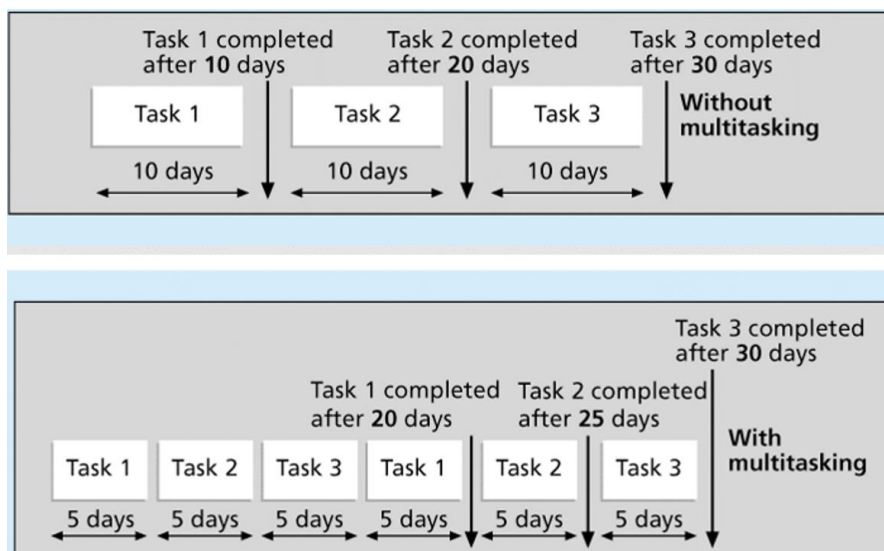 Task 1 completed
after 10 days
Task 2 completed
after 20 days
Task 3 completed
after 30 days
Task 1
Task 2
Task 3
Without
multitasking
10 days
10 days
10 days
Task 3 completed
after 30 days
Task 1 completed
after 20 days
Task 2 completed
after 25 days
Task 1
Task 2
Task 3
Task 1
Task 2
Task 3
With
multitasking
5 days
5 days
5 days
5 days
5 days
5 days